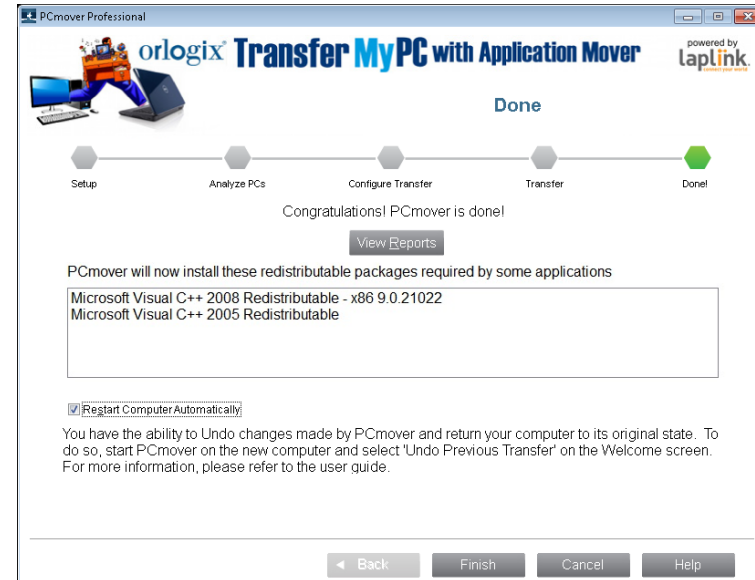 PCmover Professional
orlogix Transfer My PC with Application Mover
powered by
laplink.
connect your world
Done
Setup
Analyze PCs
Configure Transfer
Transfer
Done!
Congratulations! PCmover is done!
View Reports
PCmover will now install these redistributable packages required by some applications
Microsoft Visual C++ 2008 Redistributable - x86 9.0.21022
Microsoft Visual C++ 2005 Redistributable
Restart Computer Automatically
You have the ability to Undo changes made by PCmover and return your computer to its original state. To
do so, start PCmover on the new computer and select 'Undo Previous Transfer' on the Welcome screen.
For more information, please refer to the user guide.
Back
Finish
Cancel
Help